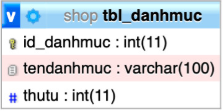 v shop tbl_danhmuc
id_danhmuc : int(11)
tendanhmuc : varchar(100)
# thutu : int(11)